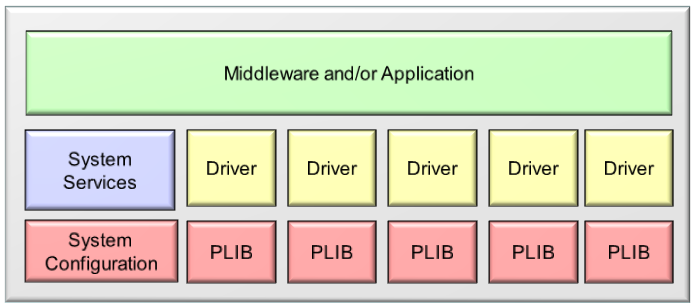 Middleware and/or Application
System
Services
Driver
Driver
Driver
Driver
Driver
System
Configuration
PLIB
PLIB
PLIB
PLIB
PLIB